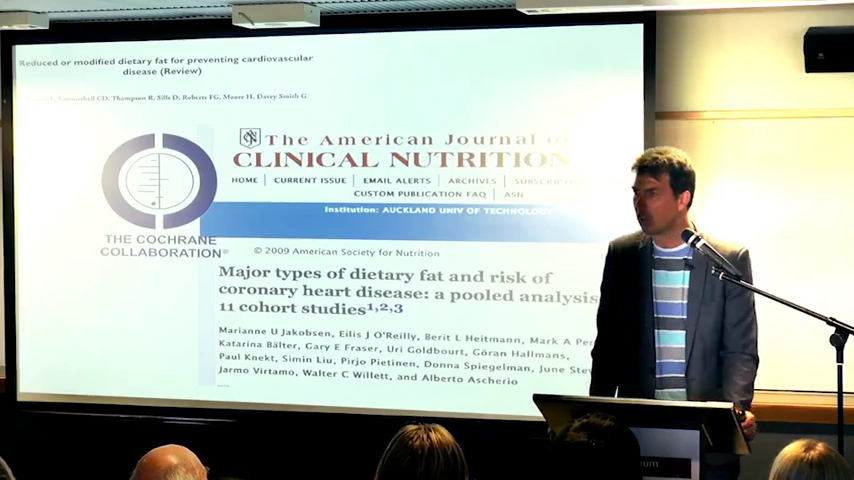 Reduced or modified dietary fat for preventing cardiovascular
disease (Review)
Summerbell CD, Thompson R, Sills D, Roberts FG, Moore H, Davey Smith G
The American Journal of
CLINICAL NUTRITION
HOME | CURRENT ISSUE | EMAIL ALERTS | ARCHIVES |
CUSTOM PUBLICATION FAQ | ASN
Institution: AUCKLAND UNIV OF TECHNOLOGY
THE COCHRANE
COLLABORATION®
© 2009 American Society for Nutrition
Major types of dietary fat and risk of
coronary heart disease: a pooled analysis
11 cohort studies1,2,3
Marianne U Jakobsen, Eilis J O'Reilly, Berit L Heitmann, Mark A
Katarina Bälter, Gary E Fraser, Uri Goldbourt, Göran Hallmans,
Paul Knekt, Simin Liu, Pirjo Pietinen, Donna Spiegelman, June
Jarmo Virtamo, Walter C Willett, and Alberto Ascherio